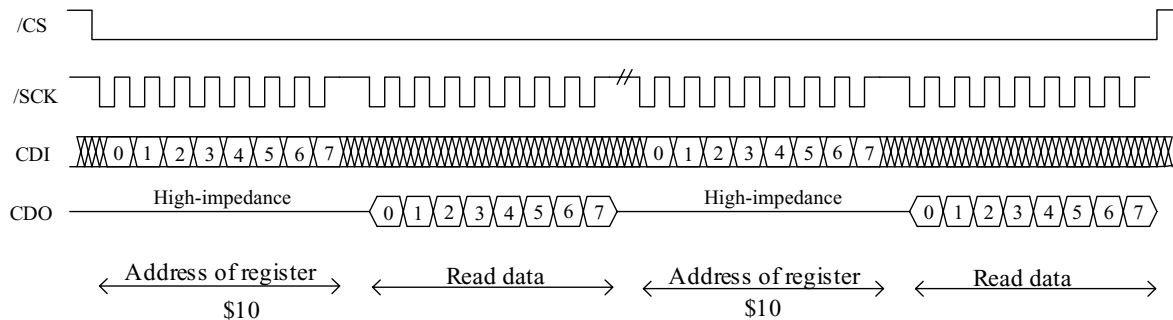 /CS
/SCK
CDI 0 1 2 3 4 5 6 7 0 1 2 3 4 5 6 7
High-impedance High-impedance
CDO 0 1 2 3 4 5 6 7 0 1 2 3 4 5 6 7
Address of register Read data Address of register Read data
$10 $10